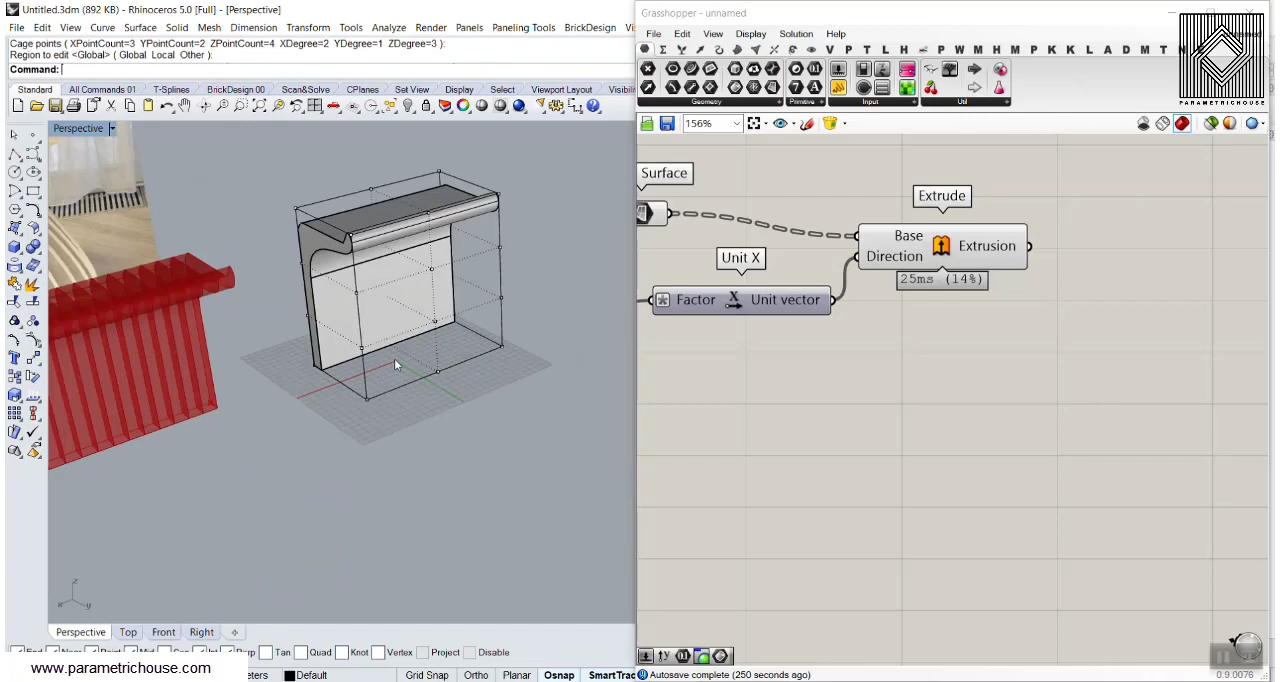 Untitled.3dm (892 KB) - Rhinoceros 5.0 [Full] - [Perspective]
File Edit View Curve Surface Solid Mesh Dimension Transform Tools Analyze Render Panels Paneling Tools BrickDesign
Cage points ( XPointCount=3 YPointCount=2 ZPointCount=4 XDegree=2 YDegree=1 ZDegree=3 ):
Region to edit <Global> ( Global Local Other ):
Command:
Standard All Commands 01 T-Splines BrickDesign 00 Scan&Solve CPlanes Set View Display Select Viewport Layout
Perspective
Perspective Top Front Right
Tan Quad Knot Vertex Project Disable
www.parametrichouse.com
Default Grid Snap Ortho Osnap SmartTrac
Grasshopper - unnamed
File Edit View Display Solution Help
V P T L H M P W M H M P K K L A D M T N
Geometry Primitive Input Util
PARAMETRICHOUSE
156%
Surface
Extrude
Base
Direction
Extrusion
25ms (14%)
Unit X
Factor X Unit vector
Autosave complete (250 seconds ago)
0.9.0076